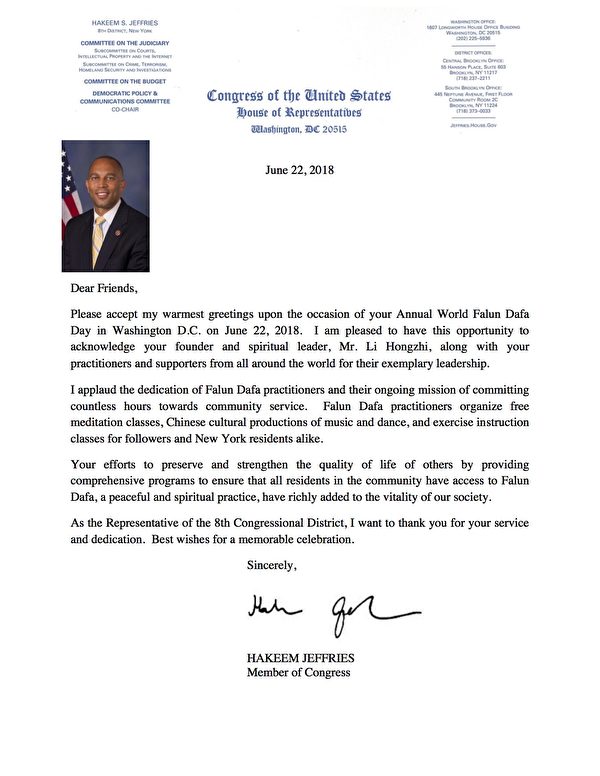 HAKEEM S. JEFFRIES
8TH DISTRICT, NEW YORK
COMMITTEE ON THE JUDICIARY
SUBCOMMITTEE ON COURTS,
INTELLECTUAL PROPERTY AND THE INTERNET
SUBCOMMITTEE ON CRIME, TERRORISM,
HOMELAND SECURITY AND INVESTIGATIONS
COMMITTEE ON THE BUDGET
DEMOCRATIC POLICY &
COMMUNICATIONS COMMITTEE
CO-CHAIR
Congress of the United States
House of Representatives
Washington, DC 20515
WASHINGTON OFFICE:
1607 LONGWORTH HOUSE OFFICE BUILDING
WASHINGTON, DC 20515
(202) 225-5936
DISTRICT OFFICES:
CENTRAL BROOKLYN OFFICE:
55 HANSON PLACE, SUITE 603
BROOKLYN, NY 11217
(718) 237-2211
SOUTH BROOKLYN OFFICE:
445 NEPTUNE AVENUE, FIRST FLOOR
COMMUNITY ROOM 2C
BROOKLYN, NY 11224
(718) 373-0033
JEFFRIES.HOUSE.GOV
June 22, 2018
Dear Friends,
Please accept my warmest greetings upon the occasion of your Annual World Falun Dafa
Day in Washington D.C. on June 22, 2018. I am pleased to have this opportunity to
acknowledge your founder and spiritual leader, Mr. Li Hongzhi, along with your
practitioners and supporters from all around the world for their exemplary leadership.
I applaud the dedication of Falun Dafa practitioners and their ongoing mission of committing
countless hours towards community service. Falun Dafa practitioners organize free
meditation classes, Chinese cultural productions of music and dance, and exercise instruction
classes for followers and New York residents alike.
Your efforts to preserve and strengthen the quality of life of others by providing
comprehensive programs to ensure that all residents in the community have access to Falun
Dafa, a peaceful and spiritual practice, have richly added to the vitality of our society.
As the Representative of the 8th Congressional District, I want to thank you for your service
and dedication. Best wishes for a memorable celebration.
Sincerely,
HAKEEM JEFFRIES
Member of Congress